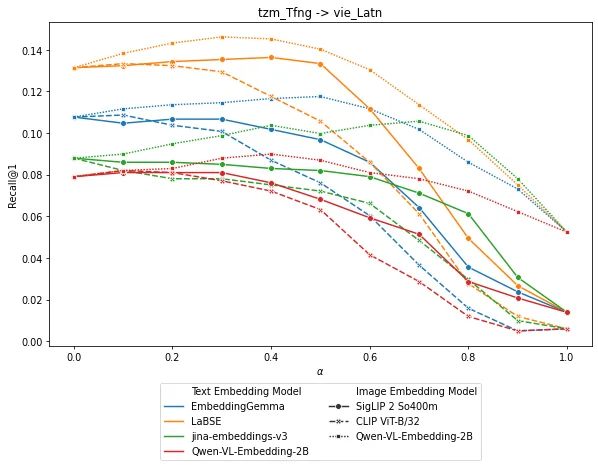 tzm_Tfng -> vie_Latn
Recall@1
0.14
0.12
0.10
0.08
0.06
0.04
0.02
0.00
0.0
0.2
0.4
0.6
0.8
1.0
α
Text Embedding Model
EmbeddingGemma
LaBSE
jina-embeddings-v3
Qwen-VL-Embedding-2B
Image Embedding Model
SigLIP 2 So400m
CLIP ViT-B/32
Qwen-VL-Embedding-2B